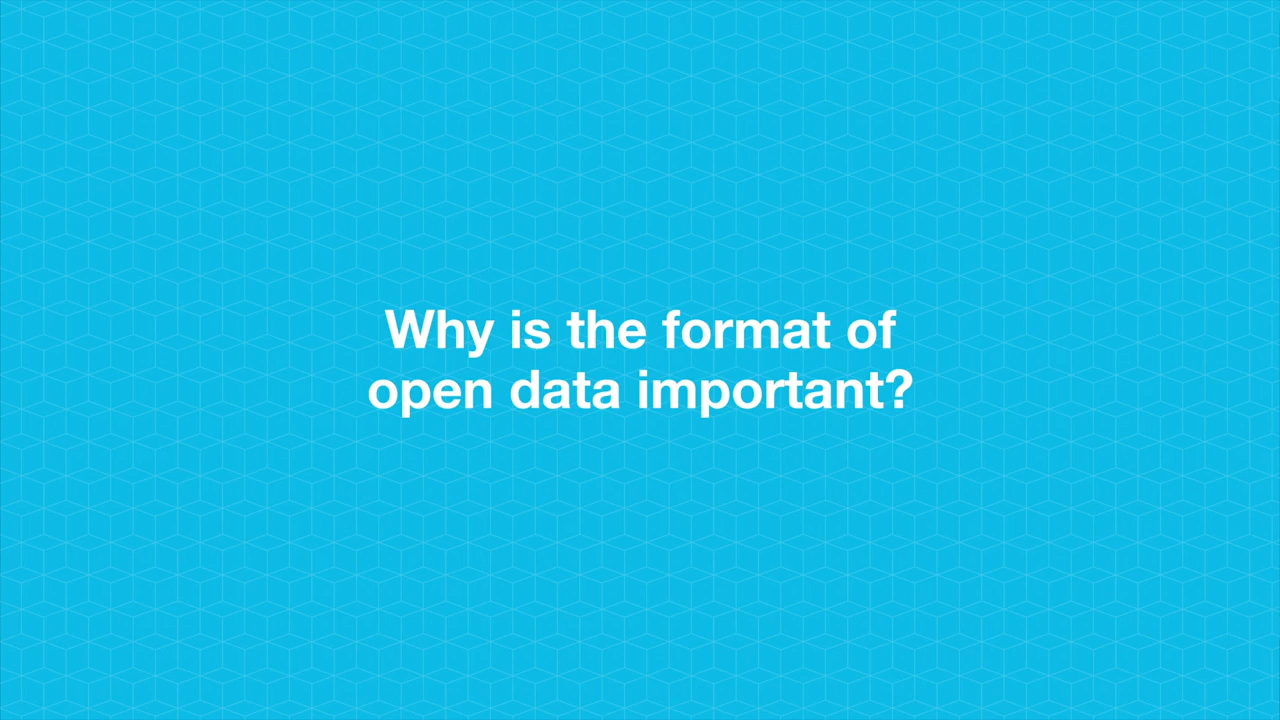 Why is the format of
open data important?